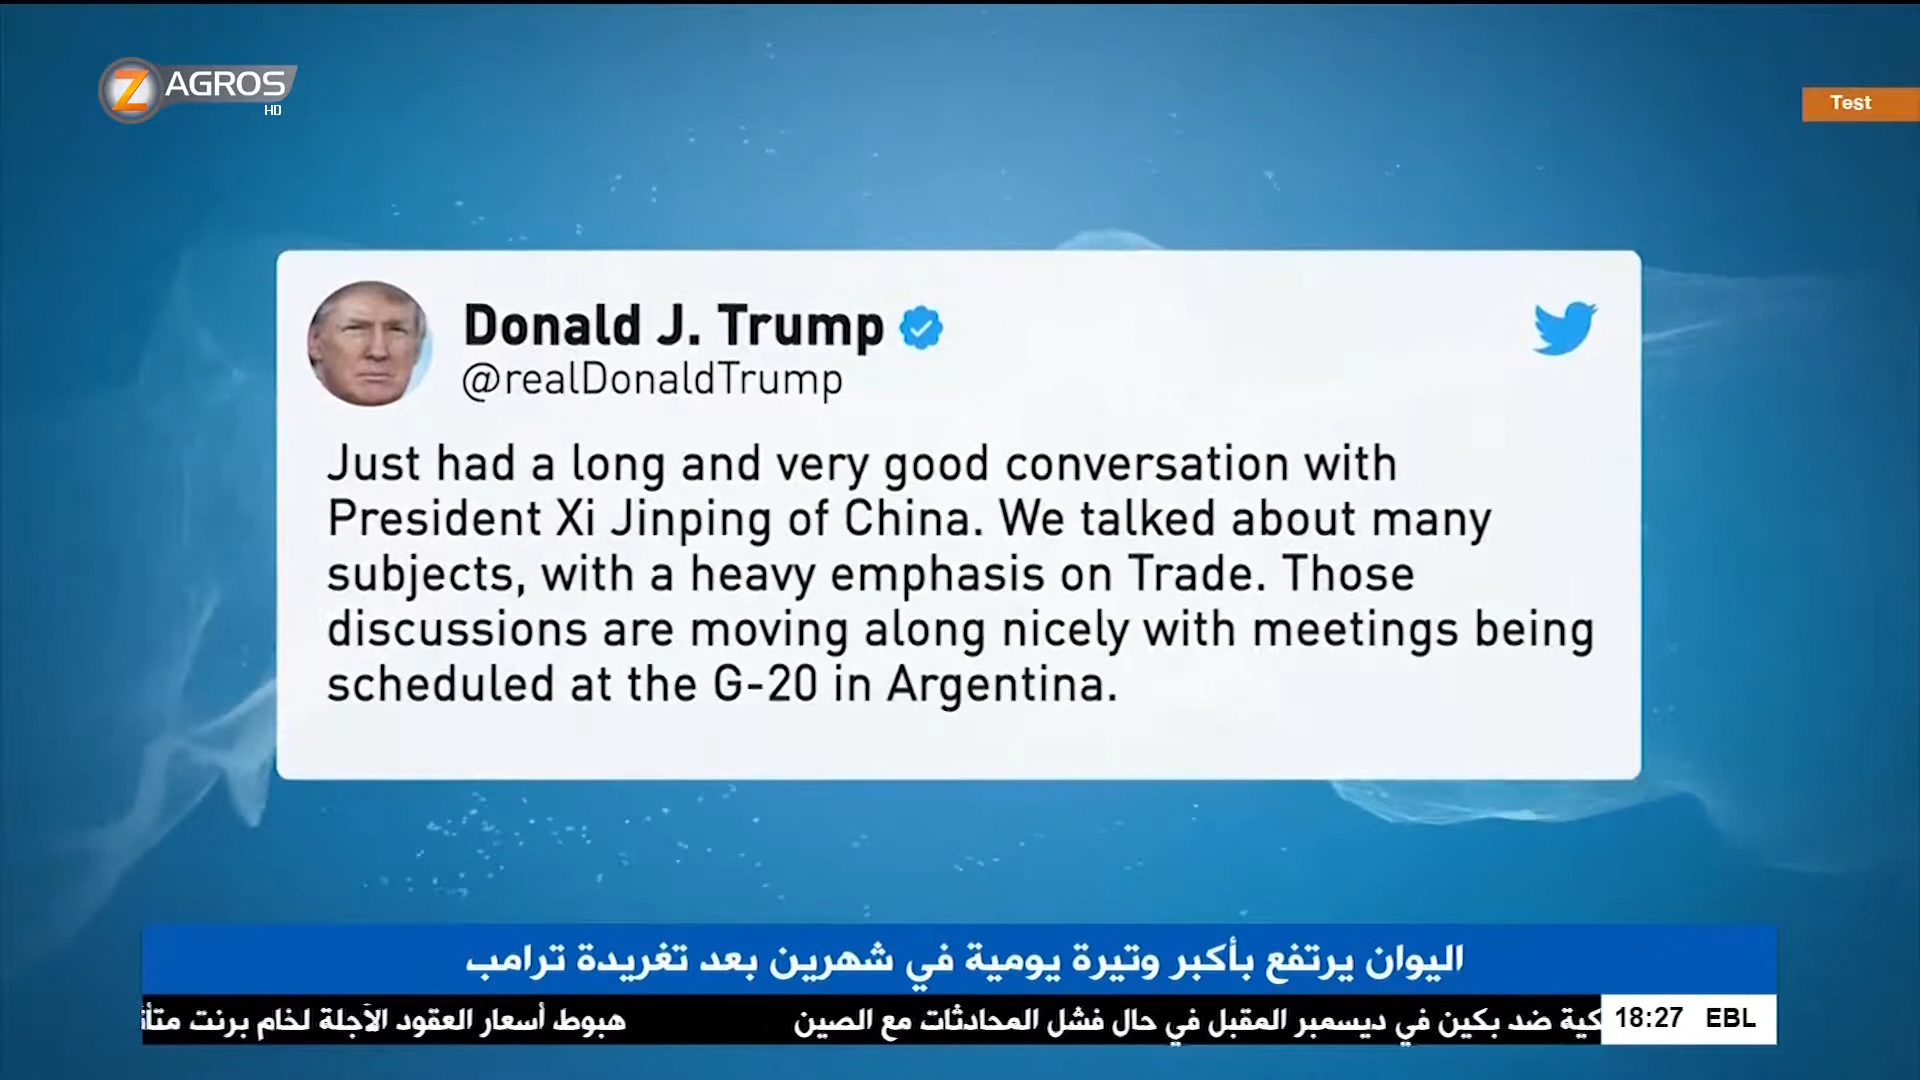 Z AGROS
HD
Test
Donald J. Trump
@realDonaldTrump
Just had a long and very good conversation with
President Xi Jinping of China. We talked about many
subjects, with a heavy emphasis on Trade. Those
discussions are moving along nicely with meetings being
scheduled at the G-20 in Argentina.
اليوان يرتفع بأكبر وتيرة يومية في شهرين بعد تغريدة ترامب
ضد بكين في ديسمبر المقبل في حال فشل المحادثات مع الصين هبوط أسعار العقود الآجلة لخام برنت
18:27 EBL